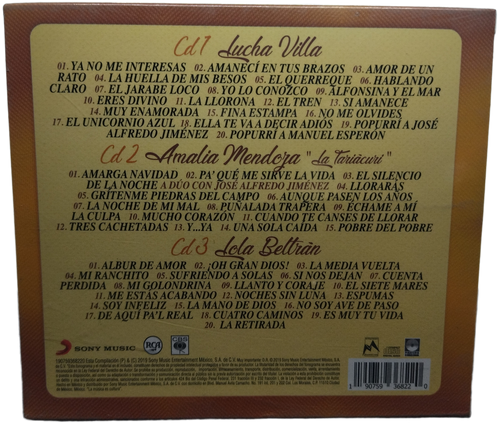 Cd 1 Lucha Villa
01. YA NO ME INTERESAS 02. AMANECÍ EN TUS BRAZOS 03. AMOR DE UN
RATO 04. LA HUELLA DE MIS BESOS 05. EL QUERREQUE 06. HABLANDO
CLARO 07. EL JARABE LOCO 08. YO LO CONOZCO 09. ALFONSINA Y EL MAR
10. ERES DIVINO 11. LA LLORONA 12. EL TREN 13. SI AMANECE
14. MUY ENAMORADA 15. FINA ESTAMPA 16. NO ME OLVIDES
17. EL UNICORNIO AZUL 18. ELLA TE VA A DECIR ADIÓS 19. POPURRÍ A JOSÉ
ALFREDO JIMÉNEZ 20. POPURRÍ A MANUEL ESPERÓN
Cd 2 Amalia Mendoza "La Tariácuri"
01. AMARGA NAVIDAD 02. PA' QUÉ ME SIRVE LA VIDA 03. EL SILENCIO
DE LA NOCHE A DÚO CON JOSÉ ALFREDO JIMÉNEZ 04. LLORARÁS
05. GRÍTENME PIEDRAS DEL CAMPO 06. AUNQUE PASEN LOS AÑOS
07. LA NOCHE DE MI MAL 08. PUÑALADA TRAPERA 09. ÉCHAME A MÍ
LA CULPA 10. MUCHO CORAZÓN 11. CUANDO TE CANSES DE LLORAR
12. TRES CACHETADAS 13. Y...YA 14. UNA SOLA CAÍDA 15. POBRE DEL POBRE
Cd 3 Lola Beltrán
01. ALBUR DE AMOR 02. ¡OH GRAN DIOS! 03. LA MEDIA VUELTA
04. MI RANCHITO 05. SUFRIENDO A SOLAS 06. SI NOS DEJAN 07. CUENTA
PERDIDA 08. MI GOLONDRINA 09. LLANTO Y CORAJE 10. EL SIETE MARES
11. ME ESTÁS ACABANDO 12. NOCHES SIN LUNA 13. ESPUMAS
14. SOY INFELIZ 15. LA MANO DE DIOS 16. NO SOY AVE DE PASO
17. DE AQUÍ PA'L REAL 18. CUATRO CAMINOS 19. ES MUY TU VIDA
20. LA RETIRADA
SONY MUSIC RCA CBS
1 90759 36822 0